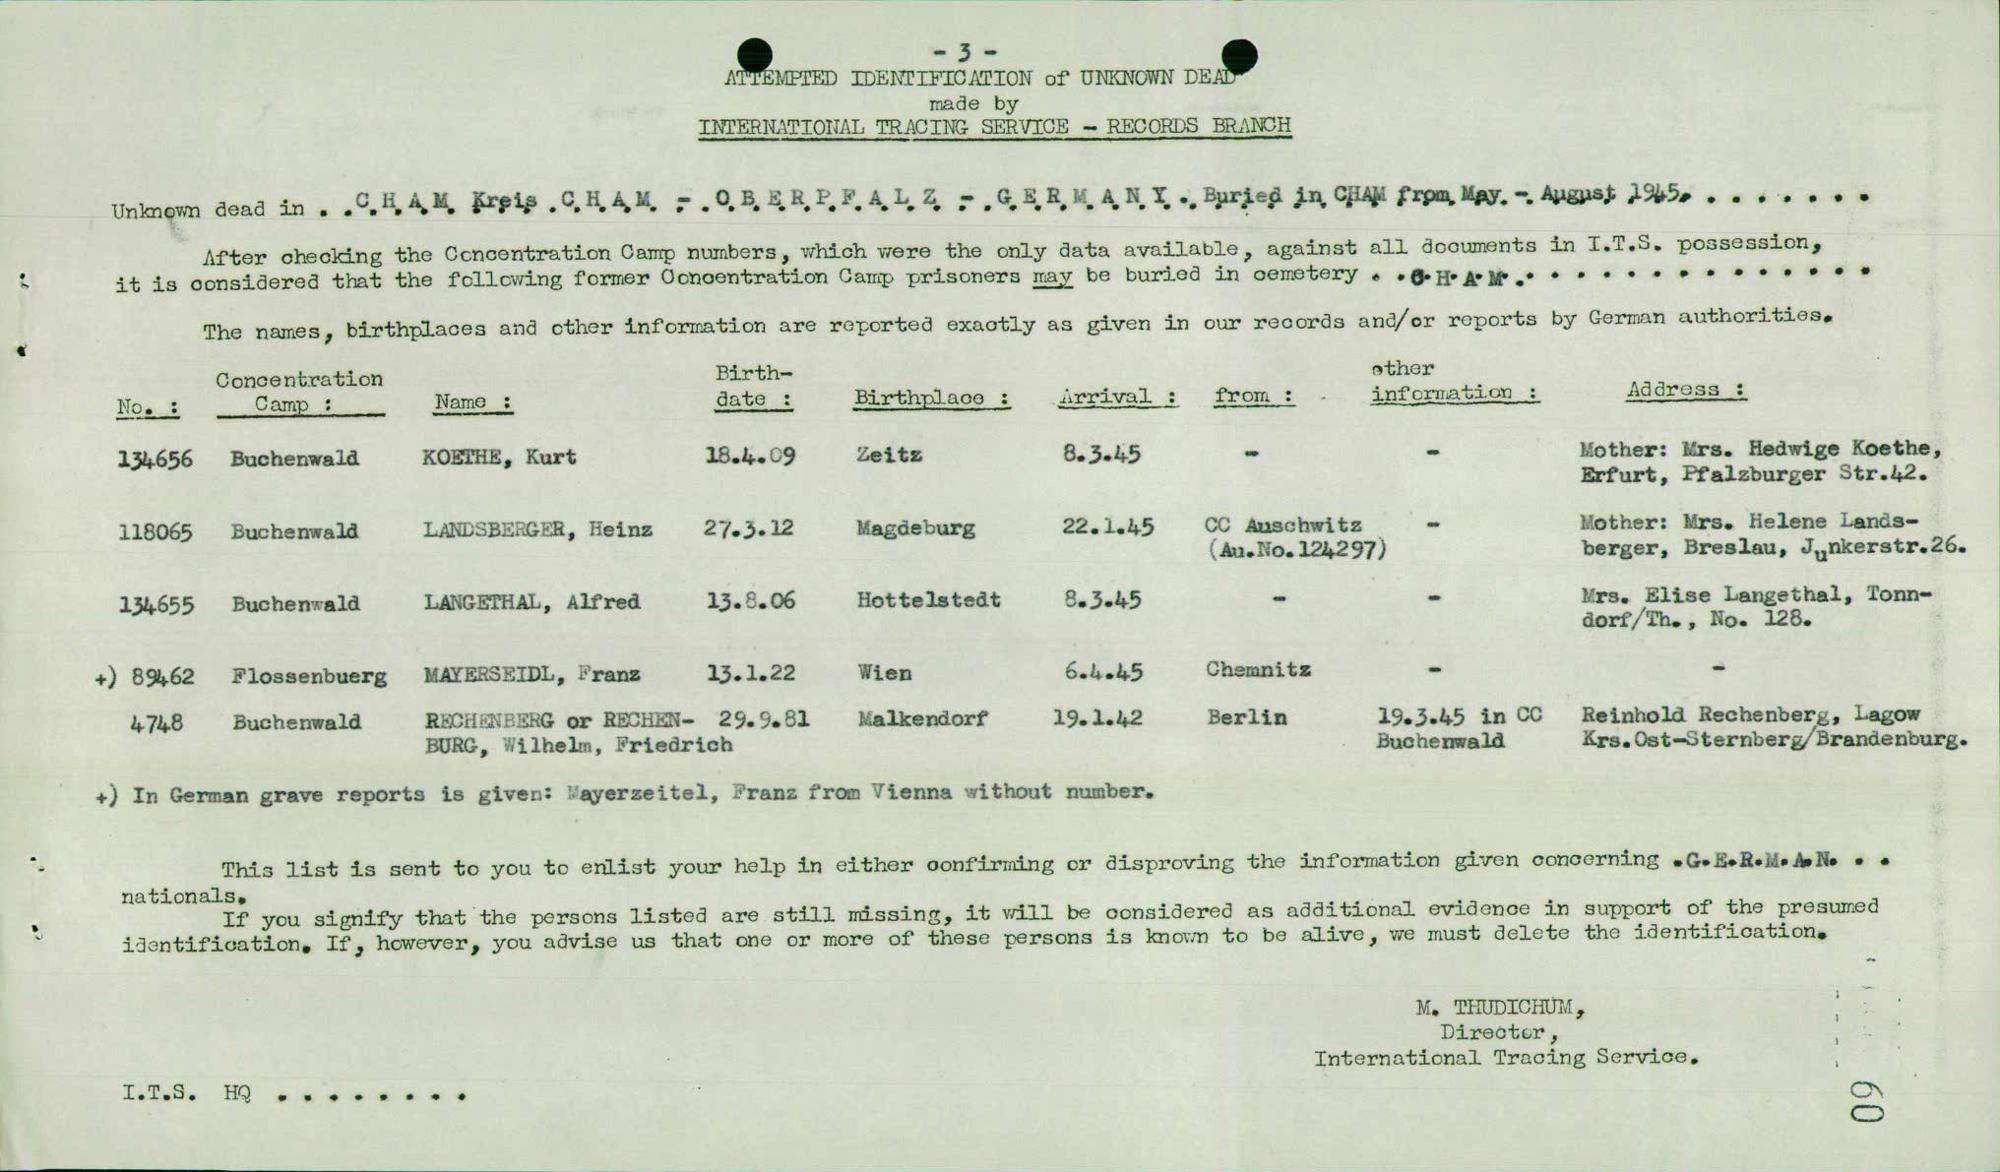 - 3 -
ATTEMPTED IDENTIFICATION of UNKNOWN DEAD
made by
INTERNATIONAL TRACING SERVICE - RECORDS BRANCH
Unknown dead in . .C.H.A.M. Kreis .C.H.A.M. - .O.B.E.R.P.F.A.L.Z. - .G.E.R.M.A.N.Y. . Buried in CHAM from May. - August 1945. . . . . . . .
After checking the Concentration Camp numbers, which were the only data available, against all documents in I.T.S. possession,
it is considered that the following former Concentration Camp prisoners may be buried in cemetery . .C.H.A.M. . . . . . . . . . . . . . .
The names, birthplaces and other information are reported exactly as given in our records and/or reports by German authorities.
No. : Concentration Camp : Name : Birth- date : Birthplace : Arrival : from : other information : Address :
134656 Buchenwald KOETHE, Kurt 18.4.09 Zeitz 8.3.45 - - Mother: Mrs. Hedwige Koethe,
Erfurt, Pfalzburger Str.42.
118065 Buchenwald LANDSBERGER, Heinz 27.3.12 Magdeburg 22.1.45 CC Auschwitz - Mother: Mrs. Helene Lands-
(Au.No.124297) berger, Breslau, Junkerstr.26.
134655 Buchenwald LANGETHAL, Alfred 13.8.06 Hottelstedt 8.3.45 - - Mrs. Elise Langethal, Tonn-
dorf/Th., No. 128.
+) 89462 Flossenbuerg MAYERSEIDL, Franz 13.1.22 Wien 6.4.45 Chemnitz - -
4748 Buchenwald RECHENBERG or RECHEN- 29.9.81 Malkendorf 19.1.42 Berlin 19.3.45 in CC Reinhold Rechenberg, Lagow
BURG, Wilhelm, Friedrich Buchenwald Krs.Ost-Sternberg/Brandenburg.
+) In German grave reports is given: Mayerzeitel, Franz from Vienna without number.
This list is sent to you to enlist your help in either confirming or disproving the information given concerning .G.E.R.M.A.N. . .
nationals.
If you signify that the persons listed are still missing, it will be considered as additional evidence in support of the presumed
identification. If, however, you advise us that one or more of these persons is known to be alive, we must delete the identification.
M. THUDICHUM,
Director,
International Tracing Service.
I.T.S. HQ . . . . . . . .
60